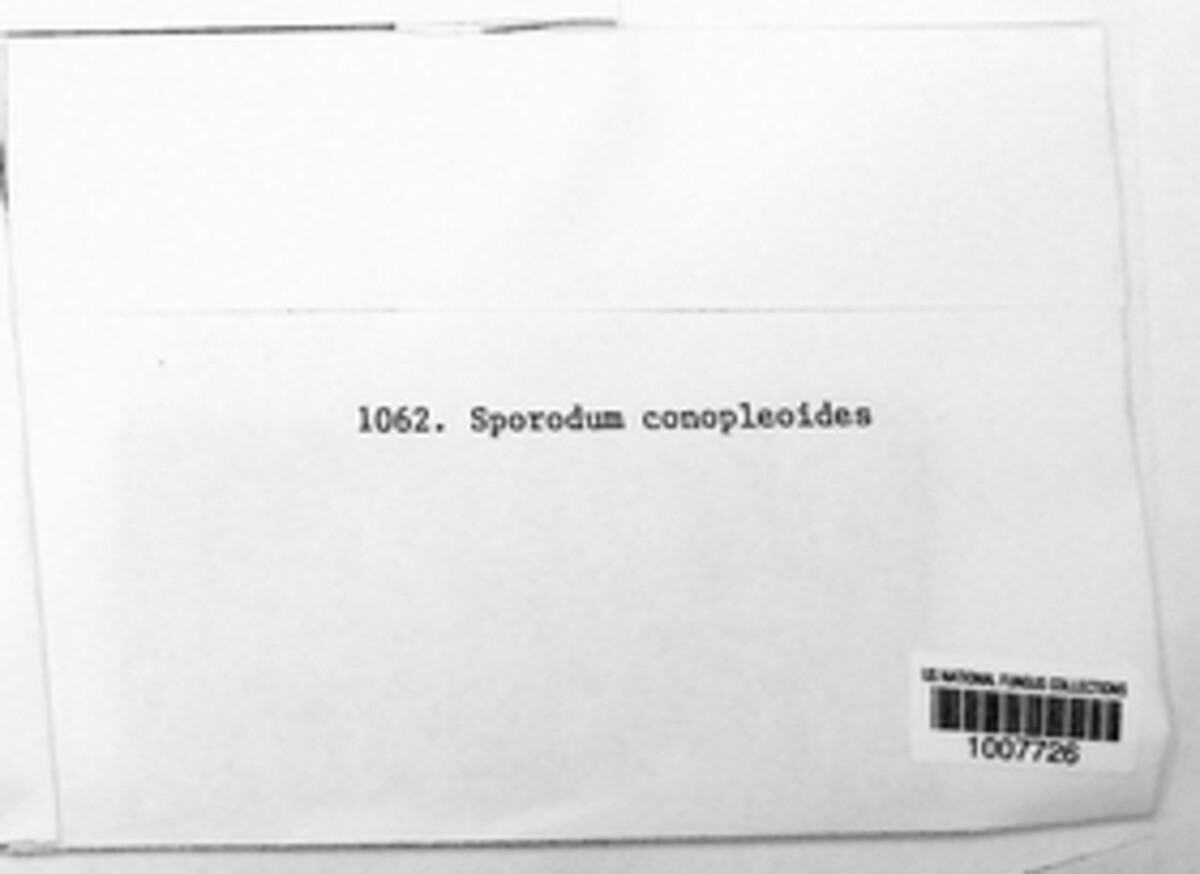 1062. Sporodum conopleoides
US NATIONAL FUNGUS COLLECTIONS
1007726